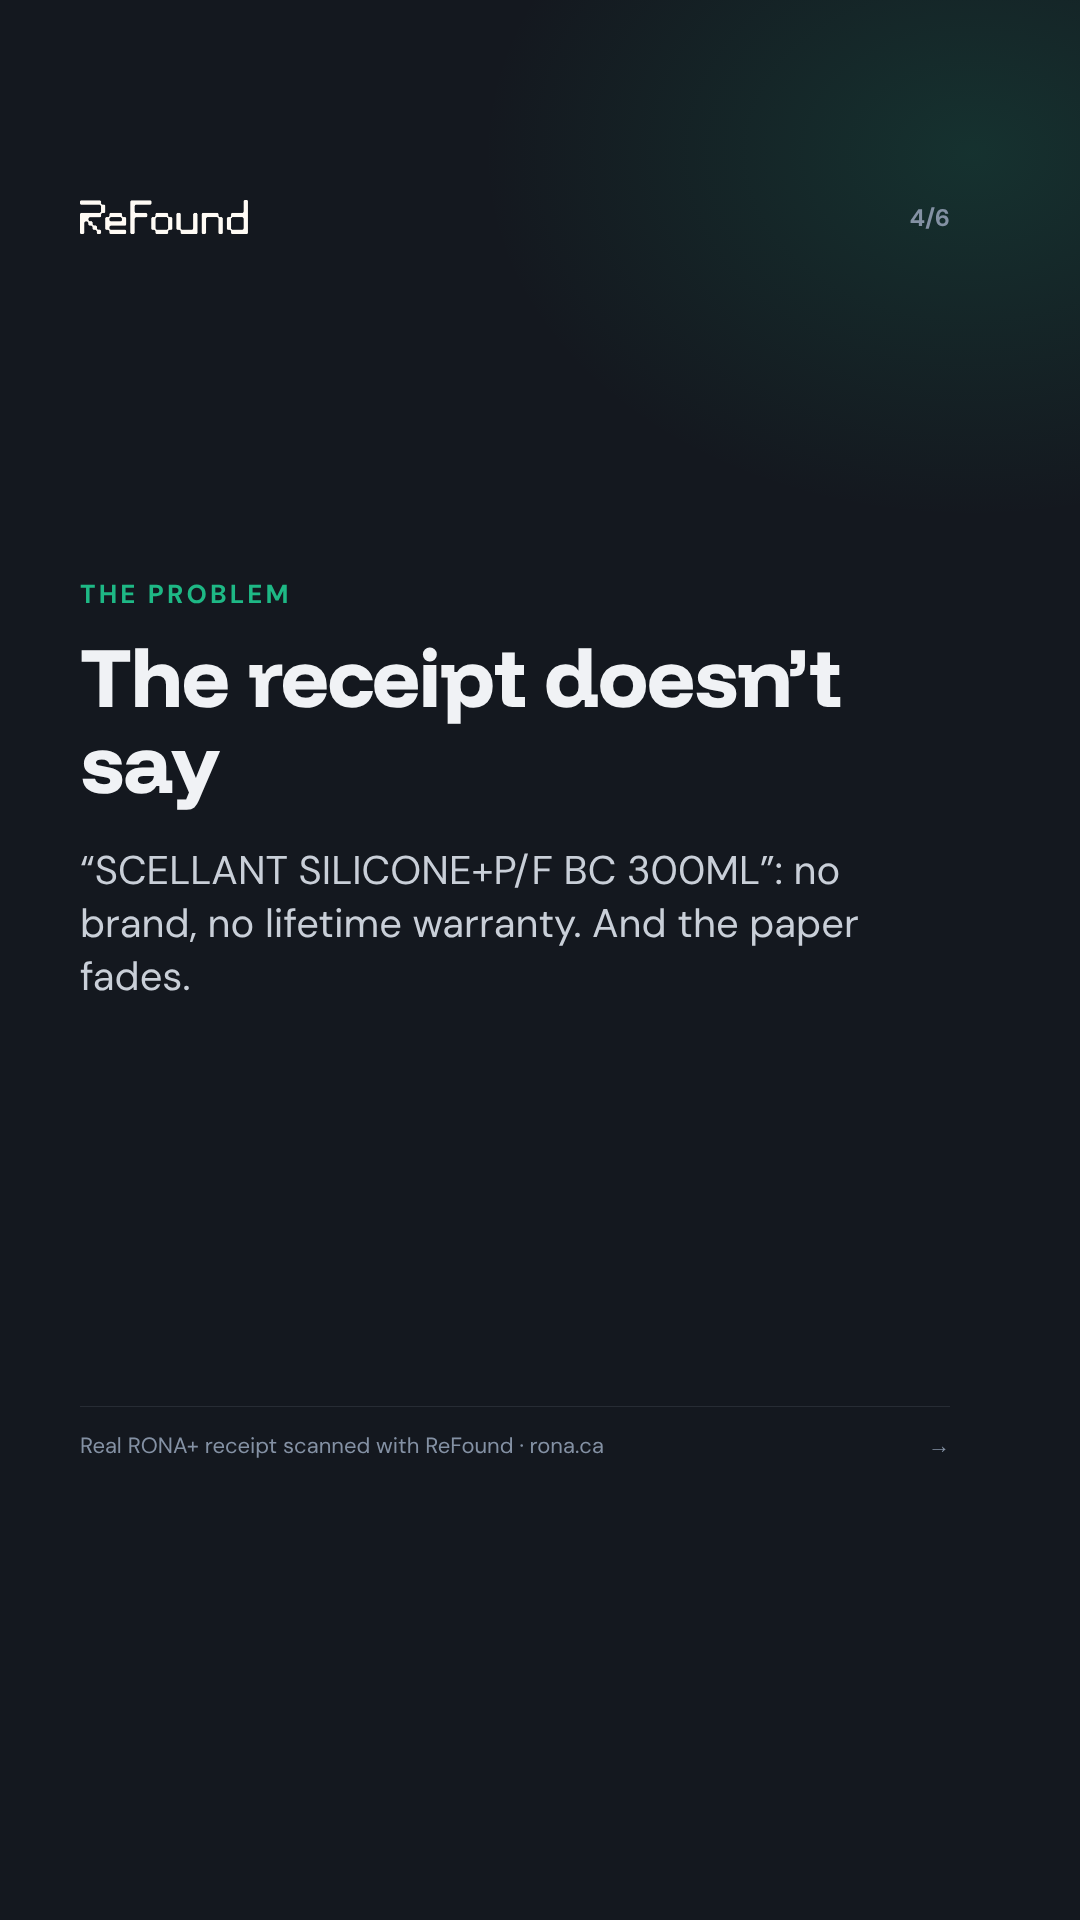 ReFound
4/6
THE PROBLEM
The receipt doesn’t
say
“SCELLANT SILICONE+P/F BC 300ML”: no
brand, no lifetime warranty. And the paper
fades.
Real RONA+ receipt scanned with ReFound · rona.ca
→